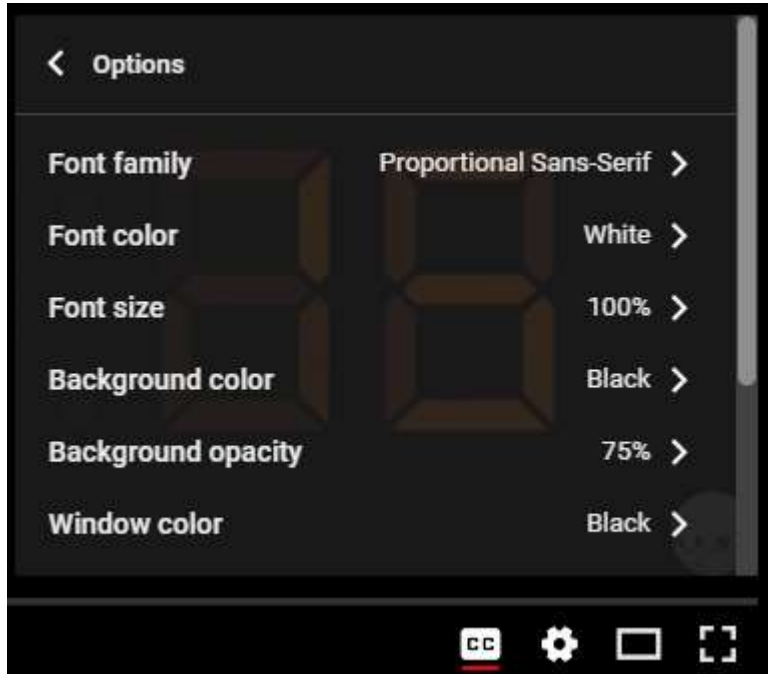 Options
Font family Proportional Sans-Serif
Font color White
Font size 100%
Background color Black
Background opacity 75%
Window color Black
CC